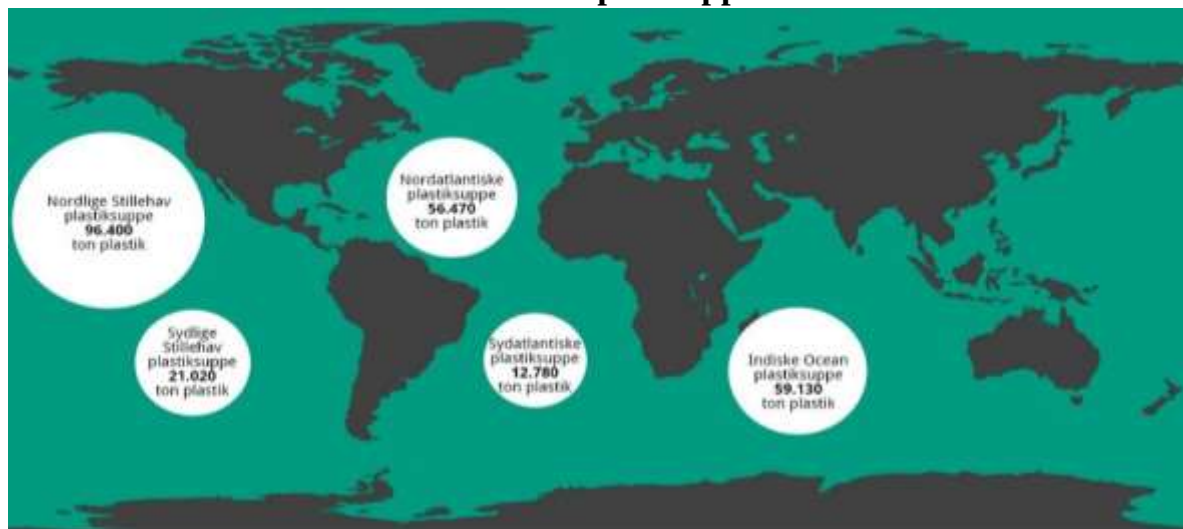 Nordlige Stillehav
plastiksuppe
96.400
ton plastik
Nordatlantiske
plastiksuppe
56.470
ton plastik
Sydlige
Stillehav
plastiksuppe
21.020
ton plastik
Sydatlantiske
plastiksuppe
12.780
ton plastik
Indiske Ocean
plastiksuppe
59.130
ton plastik